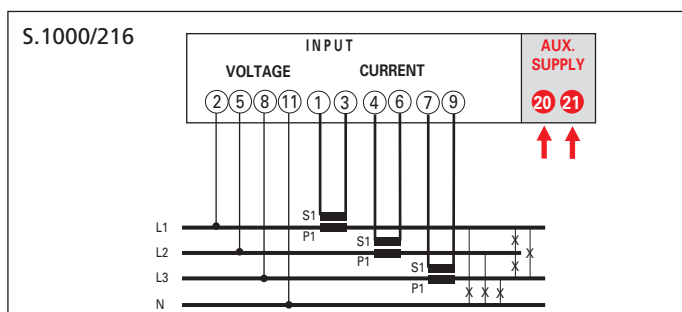 S.1000/216
INPUT
AUX.
SUPPLY
VOLTAGE CURRENT
2 5 8 11 1 3 4 6 7 9 20 21
S1
L1
P1
S1
L2
P1
S1
L3
P1
N
X
X
X X X